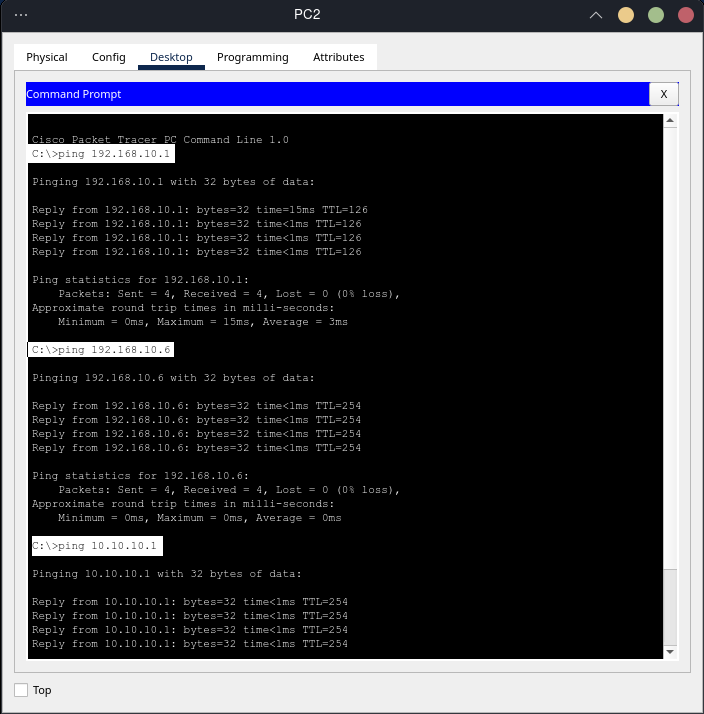 PC2
Physical Config Desktop Programming Attributes
Command Prompt X
Cisco Packet Tracer PC Command Line 1.0
C:\>ping 192.168.10.1
Pinging 192.168.10.1 with 32 bytes of data:
Reply from 192.168.10.1: bytes=32 time=15ms TTL=126
Reply from 192.168.10.1: bytes=32 time<1ms TTL=126
Reply from 192.168.10.1: bytes=32 time<1ms TTL=126
Reply from 192.168.10.1: bytes=32 time<1ms TTL=126
Ping statistics for 192.168.10.1:
Packets: Sent = 4, Received = 4, Lost = 0 (0% loss),
Approximate round trip times in milli-seconds:
Minimum = 0ms, Maximum = 15ms, Average = 3ms
C:\>ping 192.168.10.6
Pinging 192.168.10.6 with 32 bytes of data:
Reply from 192.168.10.6: bytes=32 time<1ms TTL=254
Reply from 192.168.10.6: bytes=32 time<1ms TTL=254
Reply from 192.168.10.6: bytes=32 time<1ms TTL=254
Reply from 192.168.10.6: bytes=32 time<1ms TTL=254
Ping statistics for 192.168.10.6:
Packets: Sent = 4, Received = 4, Lost = 0 (0% loss),
Approximate round trip times in milli-seconds:
Minimum = 0ms, Maximum = 0ms, Average = 0ms
C:\>ping 10.10.10.1
Pinging 10.10.10.1 with 32 bytes of data:
Reply from 10.10.10.1: bytes=32 time<1ms TTL=254
Reply from 10.10.10.1: bytes=32 time<1ms TTL=254
Reply from 10.10.10.1: bytes=32 time<1ms TTL=254
Reply from 10.10.10.1: bytes=32 time<1ms TTL=254
Top